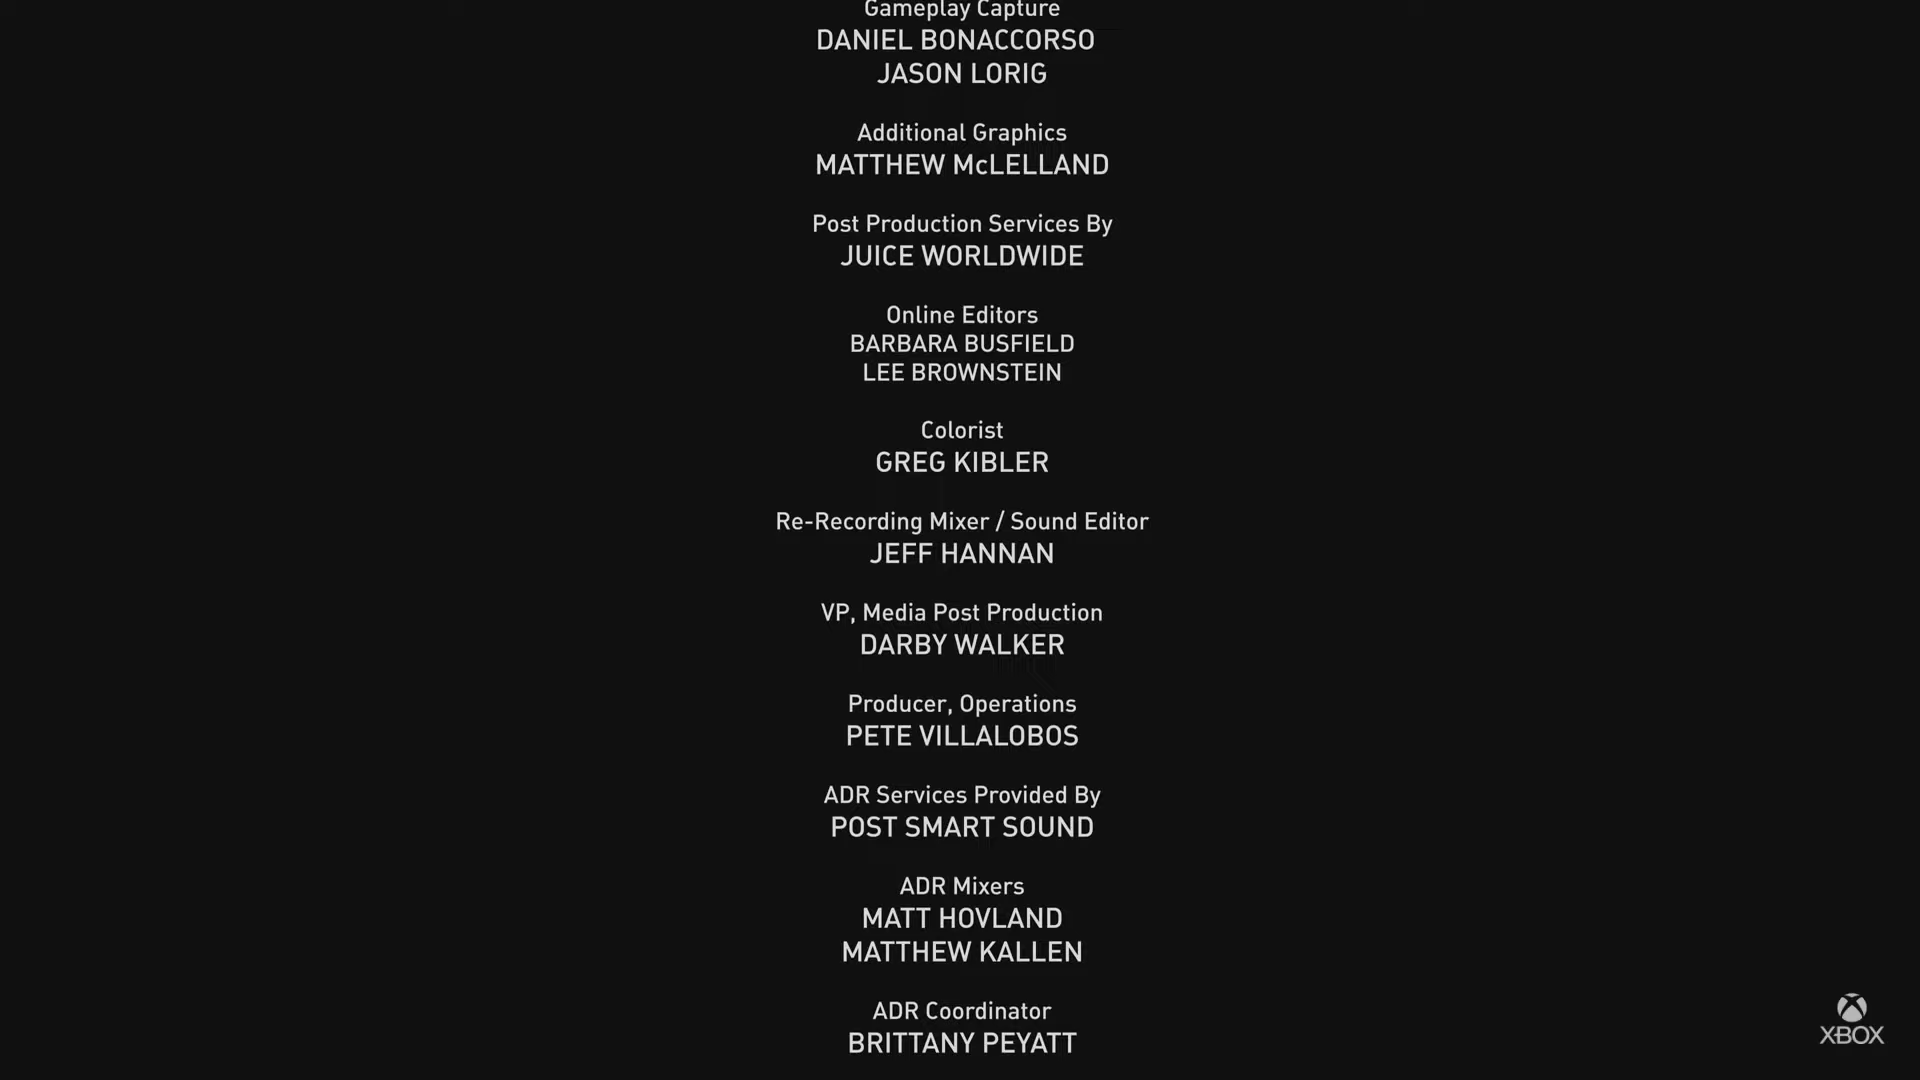 Gameplay Capture
DANIEL BONACCORSO
JASON LORIG
Additional Graphics
MATTHEW McLELLAND
Post Production Services By
JUICE WORLDWIDE
Online Editors
BARBARA BUSFIELD
LEE BROWNSTEIN
Colorist
GREG KIBLER
Re-Recording Mixer / Sound Editor
JEFF HANNAN
VP, Media Post Production
DARBY WALKER
Producer, Operations
PETE VILLALOBOS
ADR Services Provided By
POST SMART SOUND
ADR Mixers
MATT HOVLAND
MATTHEW KALLEN
ADR Coordinator
BRITTANY PEYATT
XBOX